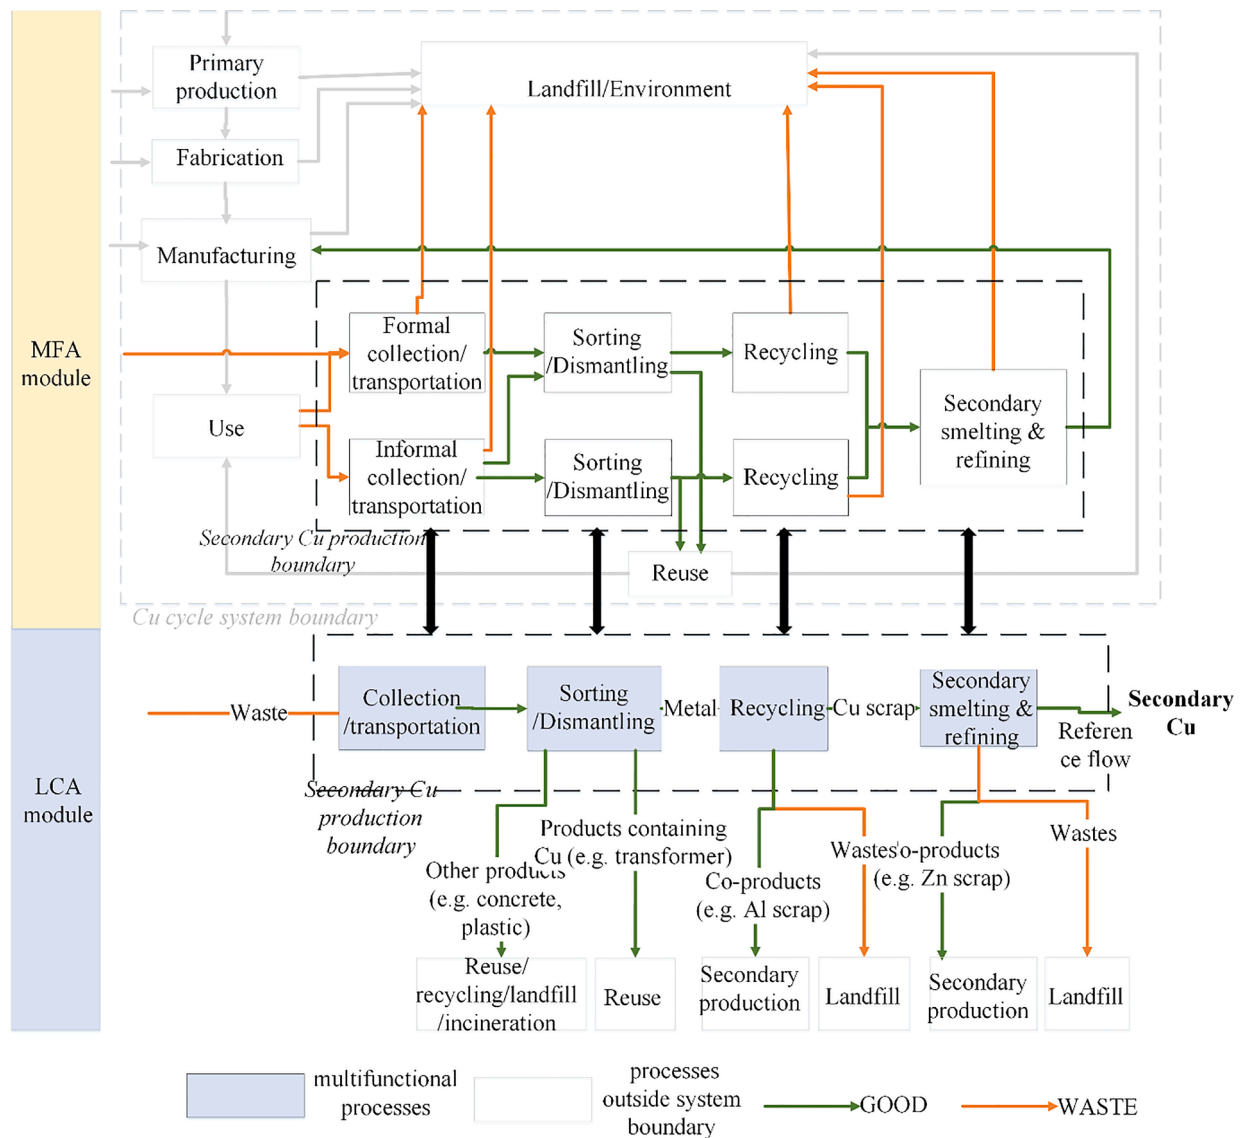 MFA
module
LCA
module
Primary
production
Fabrication
Manufacturing
Use
Landfill/Environment
Formal
collection/
transportation
Sorting
/Dismantling
Recycling
Informal
collection/
transportation
Sorting
/Dismantling
Recycling
Secondary
smelting &
refining
Secondary Cu production
boundary
Reuse
Cu cycle system boundary
Waste
Collection
/transportation
Sorting
/Dismantling
Metal
Recycling
Cu scrap
Secondary
smelting &
refining
Referen
ce flow
Secondary
Cu
Secondary Cu
production
boundary
Other products
(e.g. concrete,
plastic)
Products containing
Cu (e.g. transformer)
Co-products
(e.g. Al scrap)
Wastes
o-products
(e.g. Zn scrap)
Wastes
Reuse/
recycling/landfill
/incineration
Reuse
Secondary
production
Landfill
Secondary
production
Landfill
multifunctional
processes
processes
outside system
boundary
GOOD
WASTE